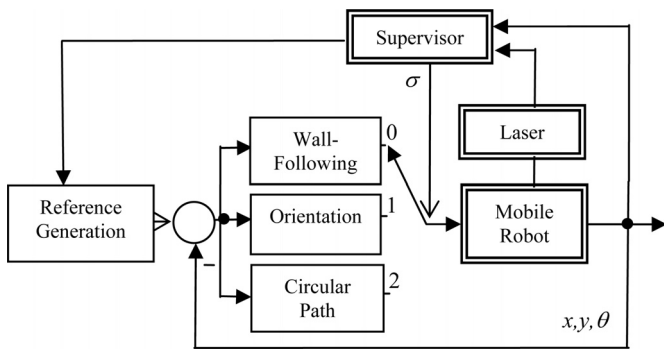 Supervisor
σ
Wall-
Following
0
Laser
Reference
Generation
Orientation
1
Mobile
Robot
−
Circular
Path
2
x,y,θ